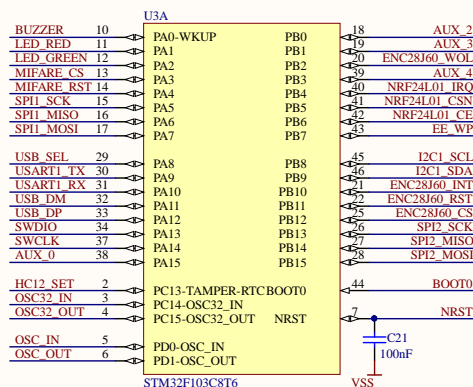 U3A
BUZZER 10 PA0-WKUP PB0 18 AUX_2
LED_RED 11 PA1 PB1 19 AUX_3
LED_GREEN 12 PA2 PB2 20 ENC28J60_WOL
MIFARE_CS 13 PA3 PB3 39 AUX_4
MIFARE_RST 14 PA4 PB4 40 NRF24L01_IRQ
SPI1_SCK 15 PA5 PB5 41 NRF24L01_CSN
SPI1_MISO 16 PA6 PB6 42 NRF24L01_CE
SPI1_MOSI 17 PA7 PB7 43 EE_WP
USB_SEL 29 PA8 PB8 45 I2C1_SCL
USART1_TX 30 PA9 PB9 46 I2C1_SDA
USART1_RX 31 PA10 PB10 21 ENC28J60_INT
USB_DM 32 PA11 PB11 22 ENC28J60_RST
USB_DP 33 PA12 PB12 25 ENC28J60_CS
SWDIO 34 PA13 PB13 26 SPI2_SCK
SWCLK 37 PA14 PB14 27 SPI2_MISO
AUX_0 38 PA15 PB15 28 SPI2_MOSI
HC12_SET 2 PC13-TAMPER-RTC BOOT0 44 BOOT0
OSC32_IN 3 PC14-OSC32_IN
OSC32_OUT 4 PC15-OSC32_OUT NRST 7 NRST
OSC_IN 5 PD0-OSC_IN C21
OSC_OUT 6 PD1-OSC_OUT 100nF
STM32F103C8T6 VSS